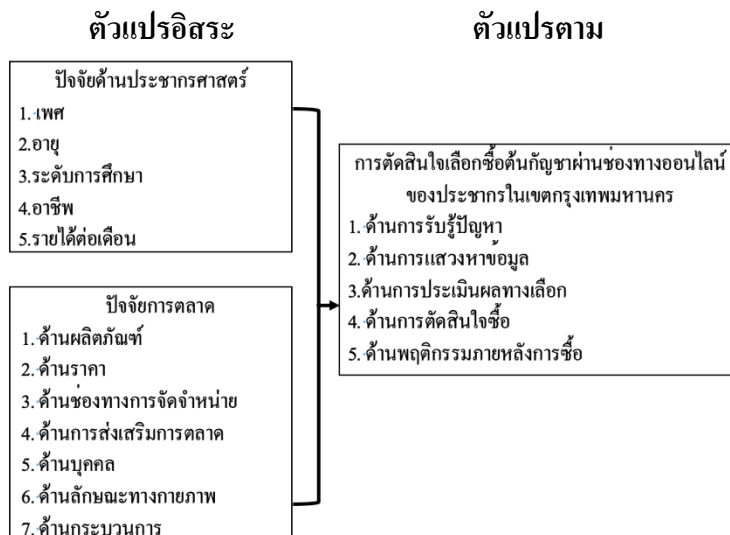 ตัวแปรอิสระ
ปัจจัยด้านประชากรศาสตร์
1. เพศ
2.อายุ
3.ระดับการศึกษา
4.อาชีพ
5.รายได้ต่อเดือน
ปัจจัยการตลาด
1. ด้านผลิตภัณฑ์
2. ด้านราคา
3. ด้านช่องทางการจัดจำหน่าย
4. ด้านการส่งเสริมการตลาด
5. ด้านบุคคล
6. ด้านลักษณะทางกายภาพ
7. ด้านกระบวนการ
ตัวแปรตาม
การตัดสินใจเลือกซื้อต้นกัญชาผ่านช่องทางออนไลน์
ของประชากรในเขตกรุงเทพมหานคร
1. ด้านการรับรู้ปัญหา
2. ด้านการแสวงหาข้อมูล
3.ด้านการประเมินผลทางเลือก
4. ด้านการตัดสินใจซื้อ
5. ด้านพฤติกรรมภายหลังการซื้อ